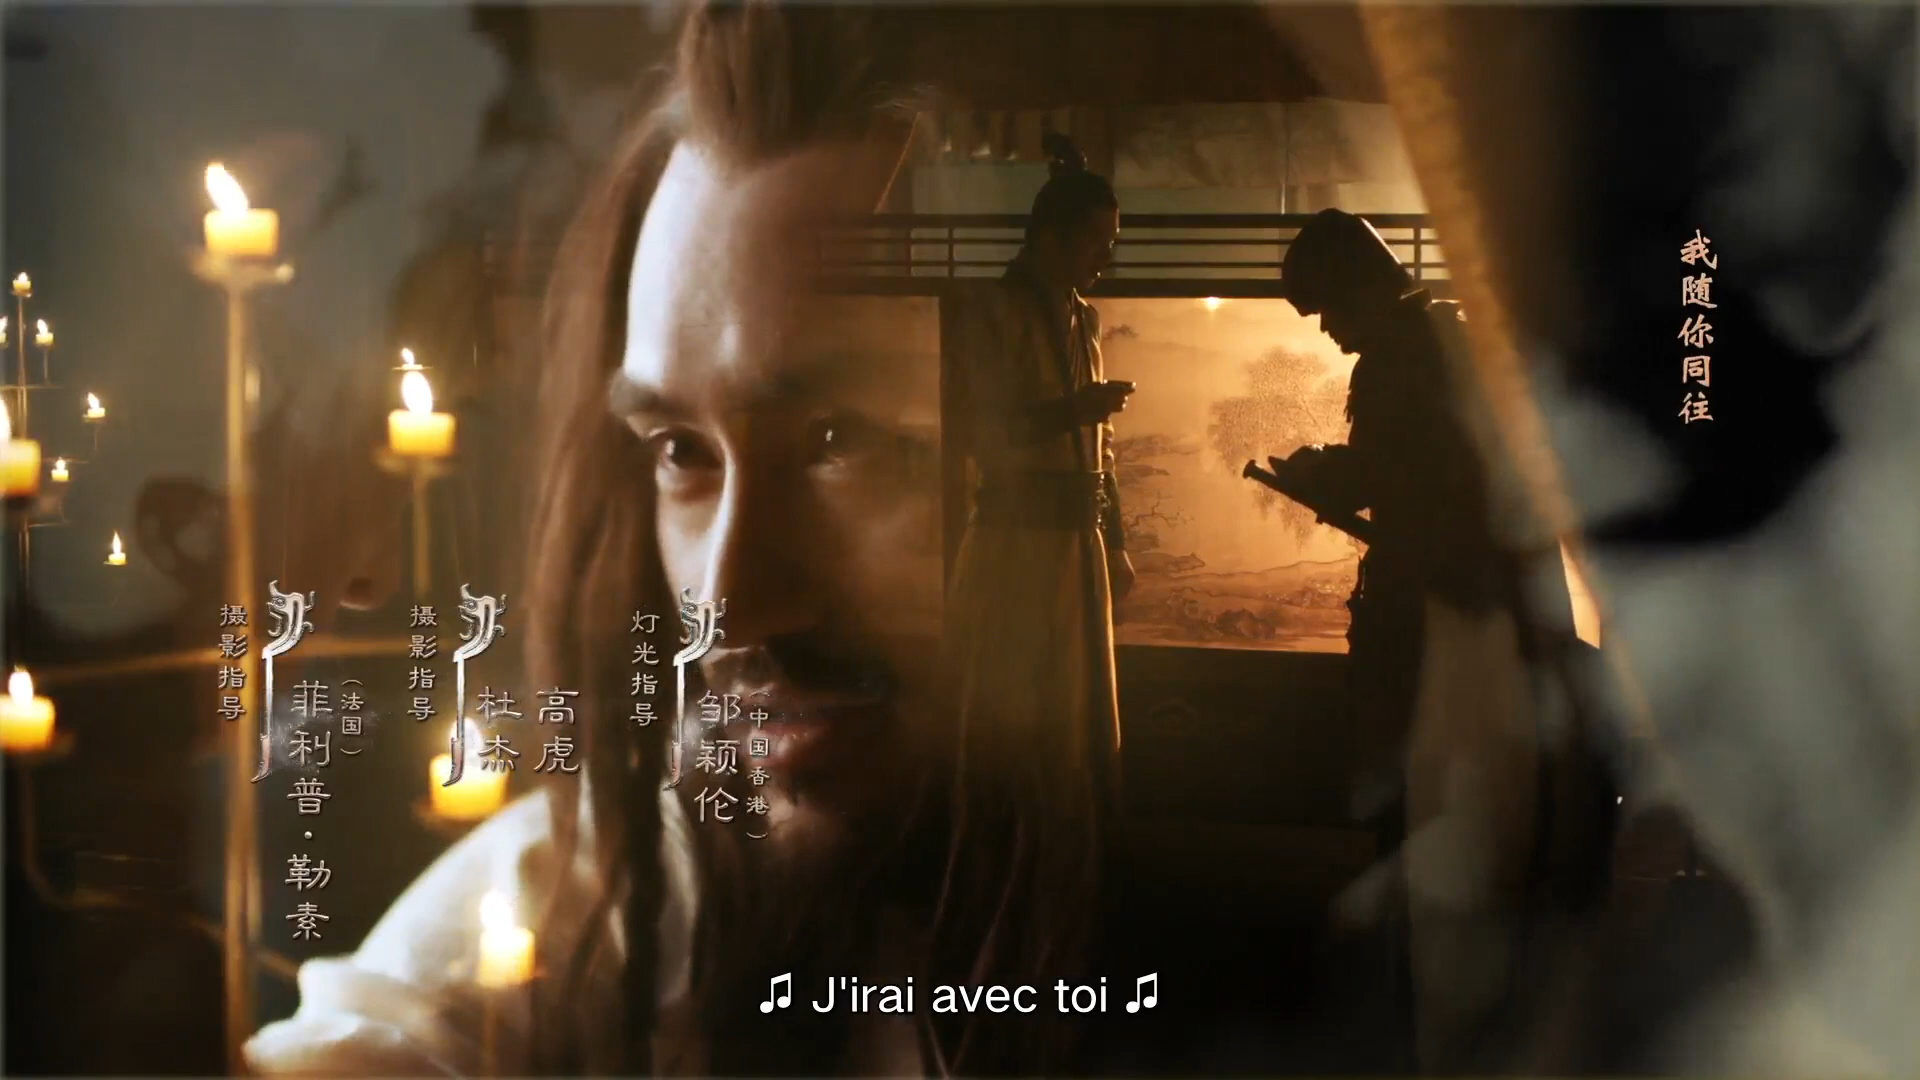 我随你同往
摄影指导
菲利普·勒素
（法国）
摄影指导
杜杰
高虎
灯光指导
邹颖伦
（中国香港）
♫ J'irai avec toi ♫